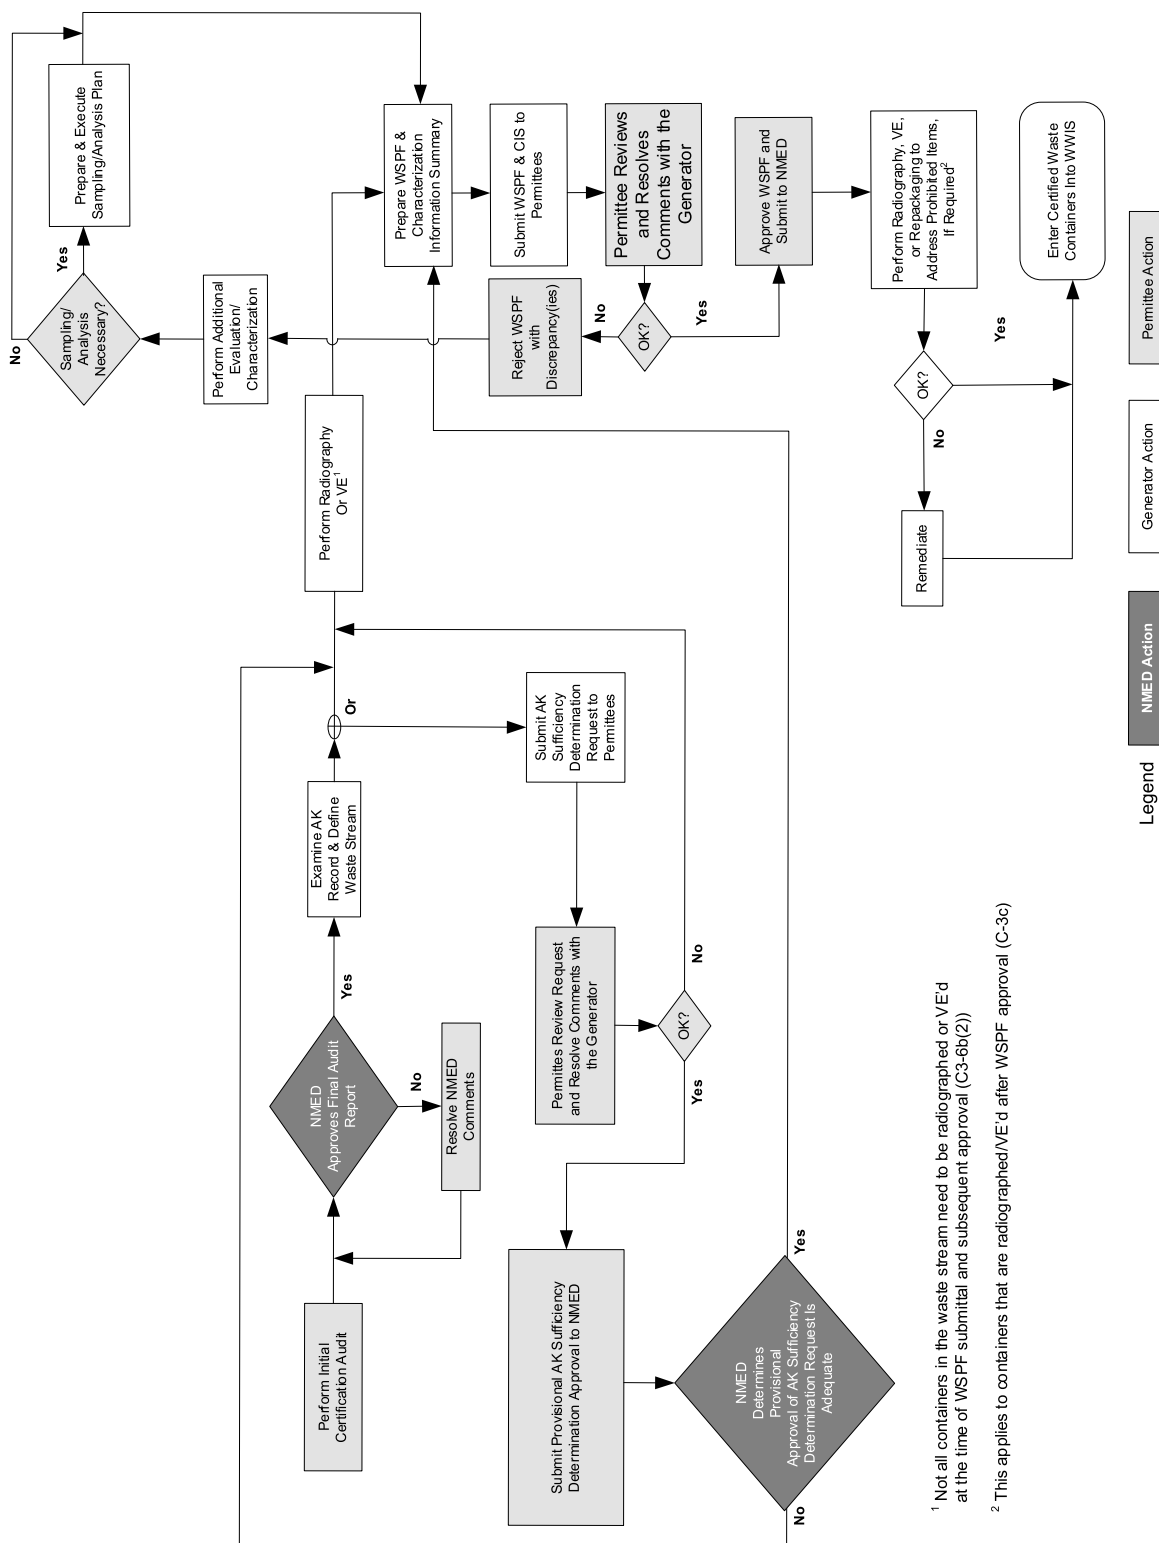 Perform Initial
Certification Audit
NMED
Approves Final Audit
Report
Yes
No
Resolve NMED
Comments
Examine AK
Record & Define
Waste Stream
Or
Perform Radiography
Or VE1
Submit AK
Sufficiency
Determination
Request to
Permittees
Permittes Review Request
and Resolve Comments with
the Generator
OK?
No
Yes
Submit Provisional AK Sufficiency
Determination Approval to NMED
NMED
Determines
Provisional
Approval of AK Sufficiency
Determination Request Is
Adequate
No
Yes
Perform Additional
Evaluation/
Characterization
Sampling/
Analysis
Necessary?
No
Yes
Prepare & Execute
Sampling/Analysis Plan
Prepare WSPF &
Characterization
Information Summary
Submit WSPF & CIS to
Permittees
Permittee Reviews
and Resolves
Comments with the
Generator
OK?
No
Yes
Reject WSPF
with
Discrepancy(ies)
Approve WSPF and
Submit to NMED
Perform Radiography, VE,
or Repackaging to
Address Prohibited Items,
If Required2
OK?
No
Yes
Remediate
Enter Certified Waste
Containers Into WWIS
1 Not all containers in the waste stream need to be radiographed or VE'd
at the time of WSPF submittal and subsequent approval (C3-6b(2))
2 This applies to containers that are radiographed/VE'd after WSPF approval (C-3c)
Legend
NMED Action
Generator Action
Permittee Action